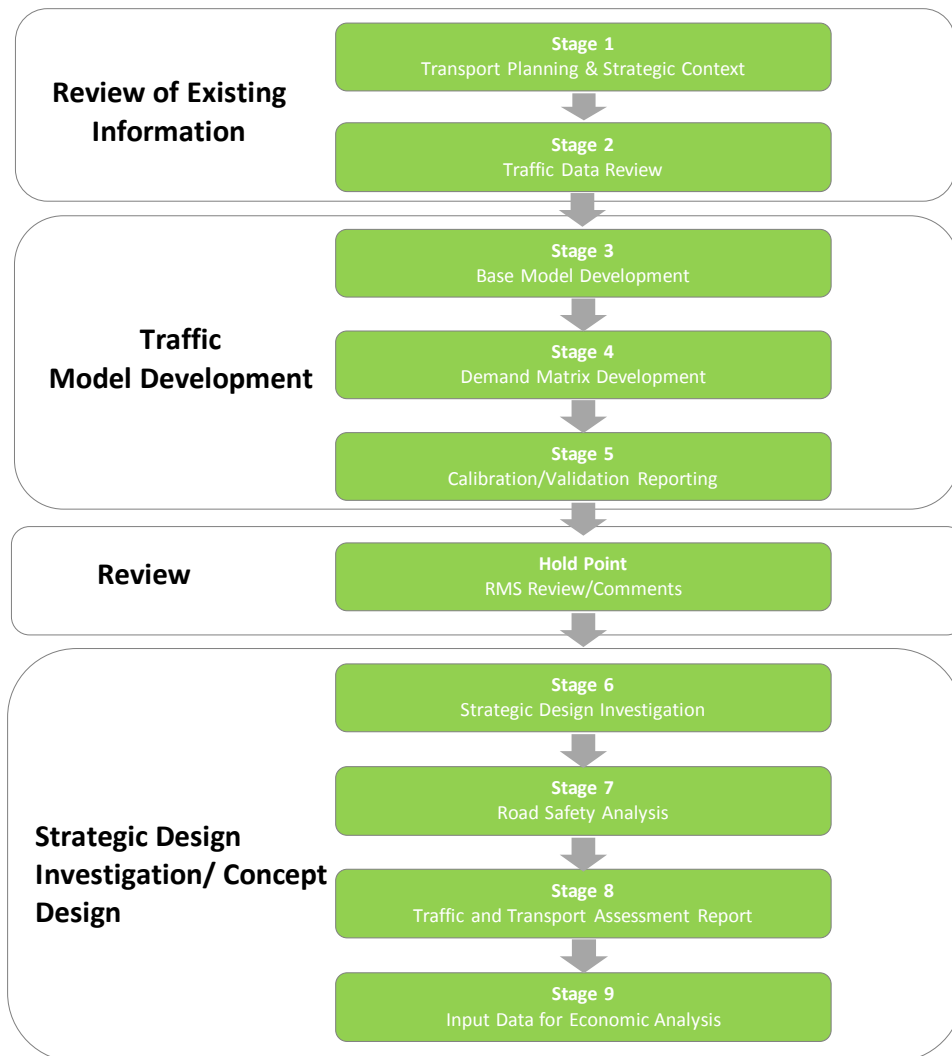 Review of Existing
Information
Stage 1
Transport Planning & Strategic Context
Stage 2
Traffic Data Review
Traffic
Model Development
Stage 3
Base Model Development
Stage 4
Demand Matrix Development
Stage 5
Calibration/Validation Reporting
Review
Hold Point
RMS Review/Comments
Strategic Design
Investigation/ Concept
Design
Stage 6
Strategic Design Investigation
Stage 7
Road Safety Analysis
Stage 8
Traffic and Transport Assessment Report
Stage 9
Input Data for Economic Analysis